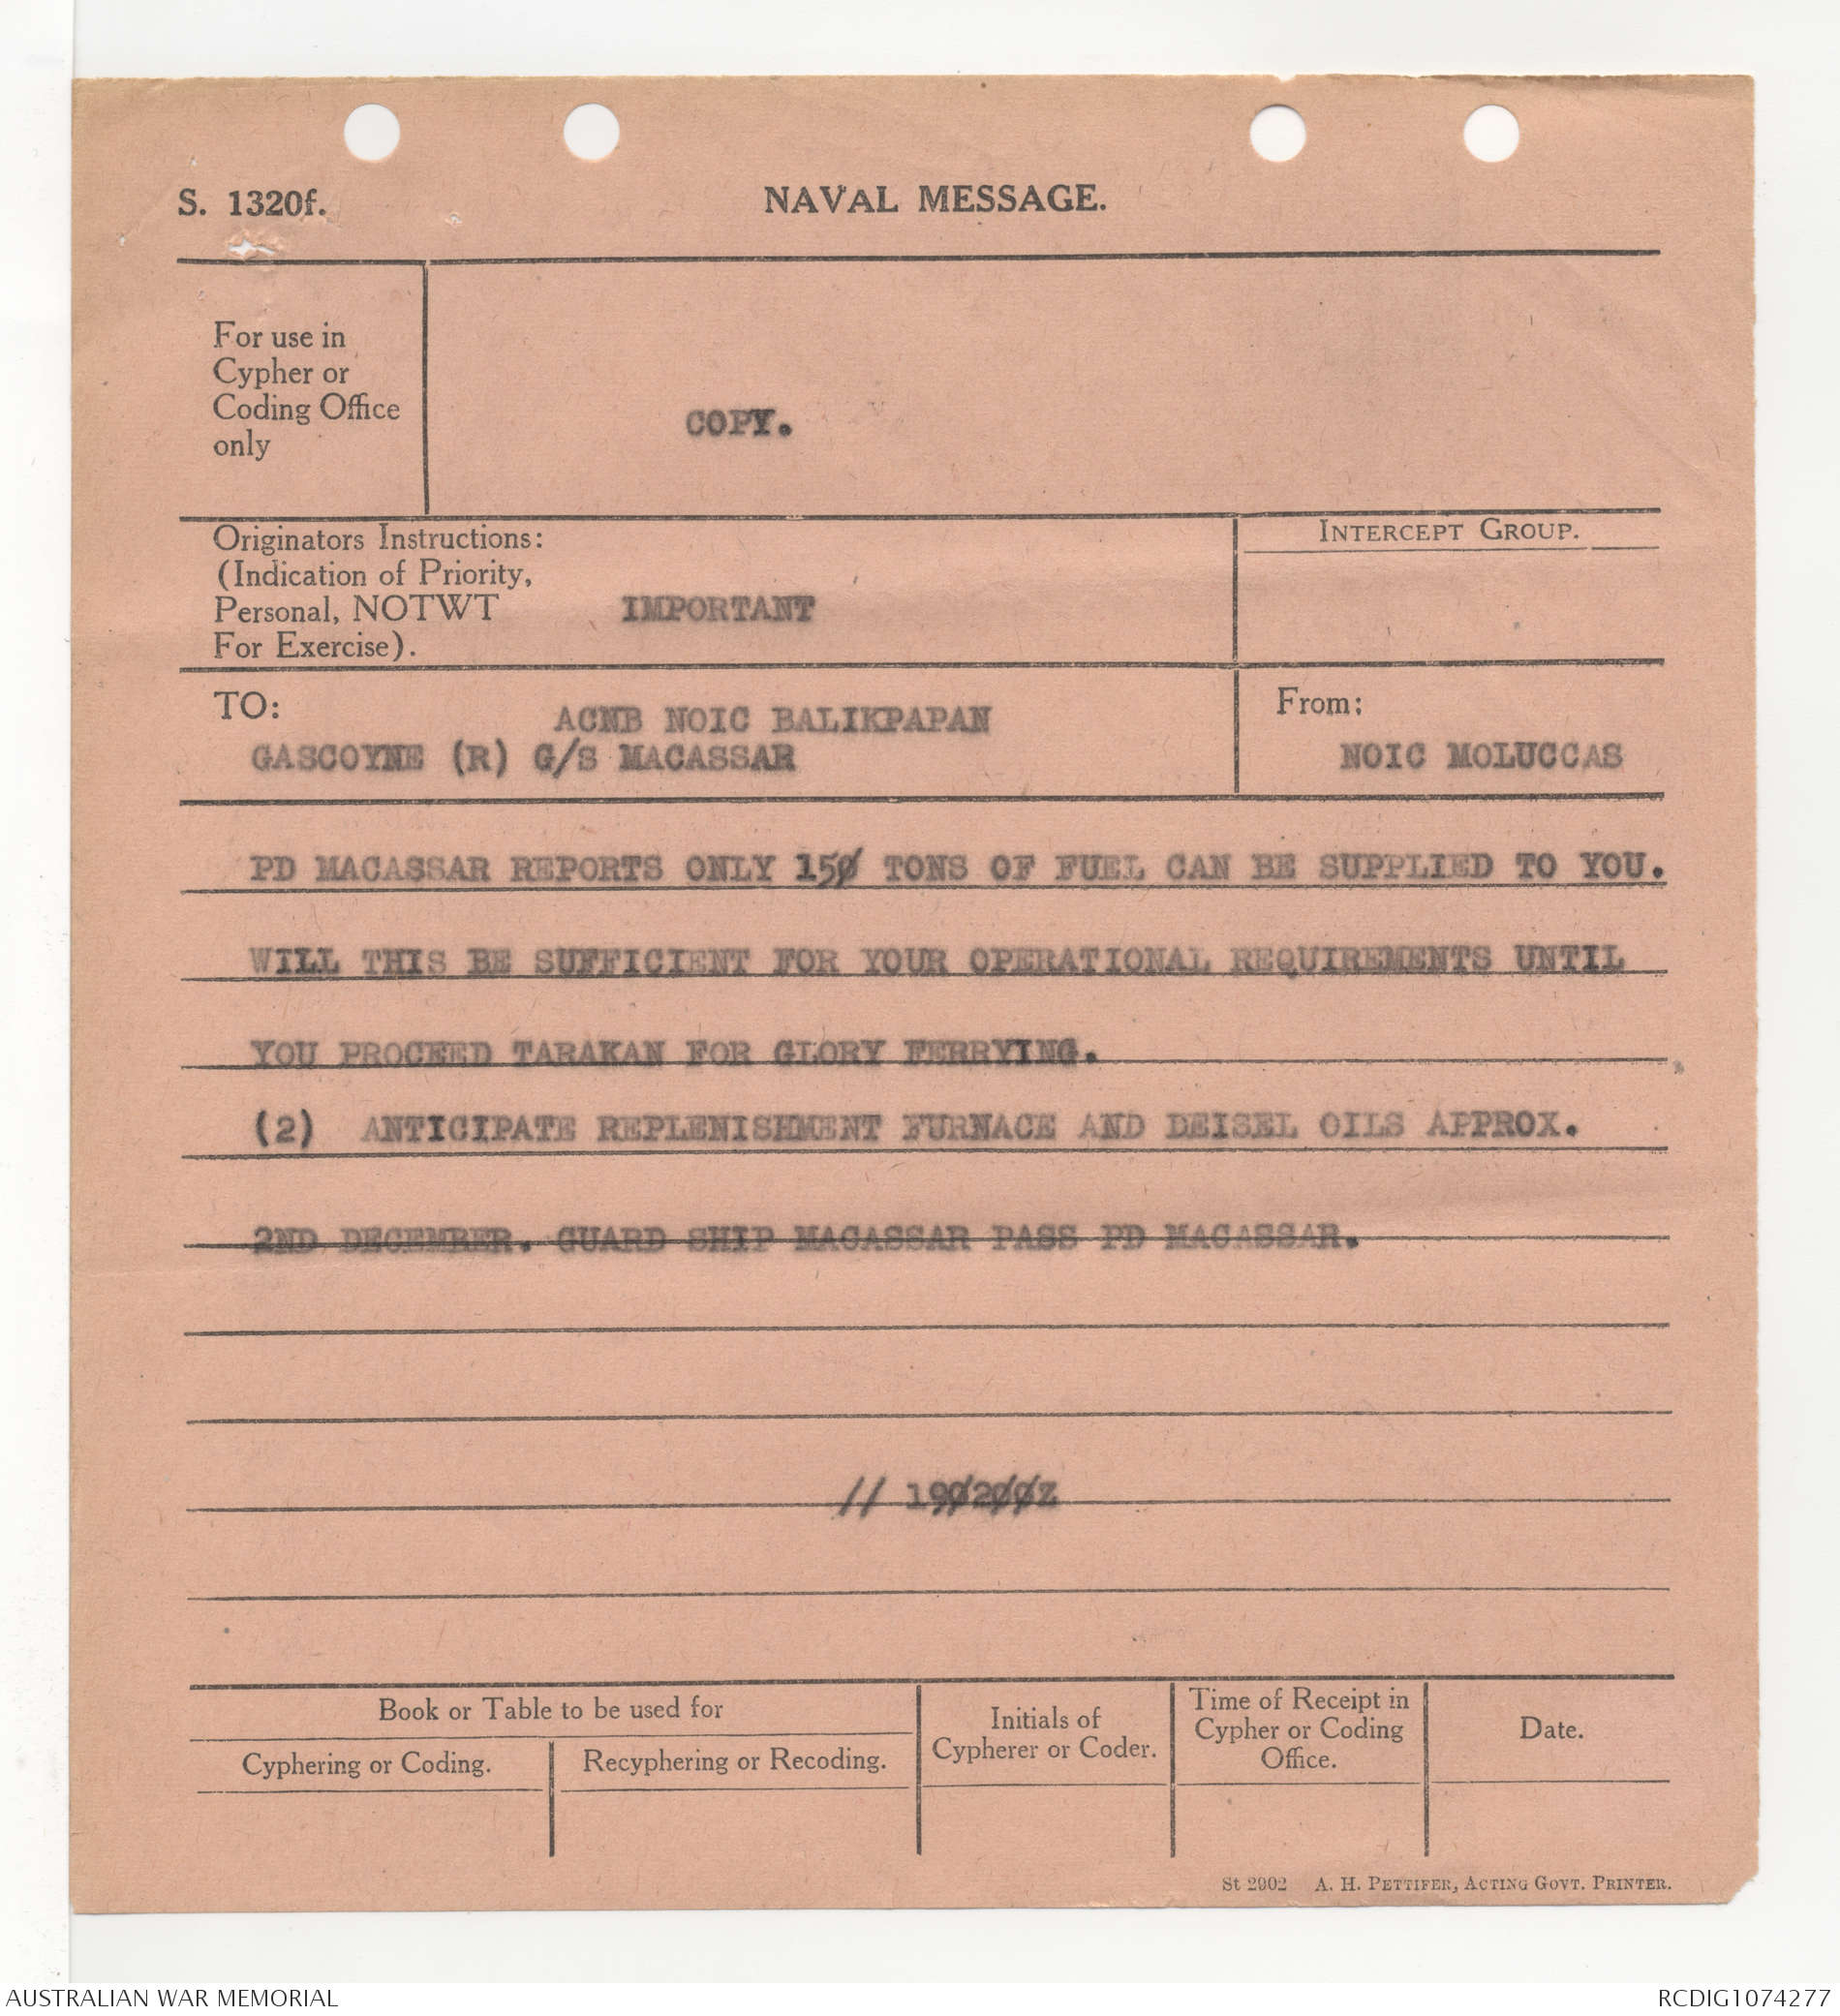 S. 1320f.
NAVAL MESSAGE.
For use in
Cypher or
Coding Office
only
COPY.
Originators Instructions:
(Indication of Priority,
Personal, NOTWT
For Exercise).
IMPORTANT
INTERCEPT GROUP.
TO:
ACNB NOIC BALIKPAPAN
GASCOYNE (R) G/S MACASSAR
From:
NOIC MOLUCCAS
PD MACASSAR REPORTS ONLY 15Ø TONS OF FUEL CAN BE SUPPLIED TO YOU.
WILL THIS BE SUFFICIENT FOR YOUR OPERATIONAL REQUIREMENTS UNTIL
YOU PROCEED TARAKAN FOR GLORY FERRYING.
(2) ANTICIPATE REPLENISHMENT FURNACE AND DEISEL OILS APPROX.
2ND DECEMBER. GUARD SHIP MACASSAR PASS PD MACASSAR.
// 19Ø2ØØZ
Book or Table to be used for
Cyphering or Coding.
Recyphering or Recoding.
Initials of
Cypherer or Coder.
Time of Receipt in
Cypher or Coding
Office.
Date.
St 2902 A. H. PETTIFER, ACTING GOVT. PRINTER.
AUSTRALIAN WAR MEMORIAL
RCDIG1074277